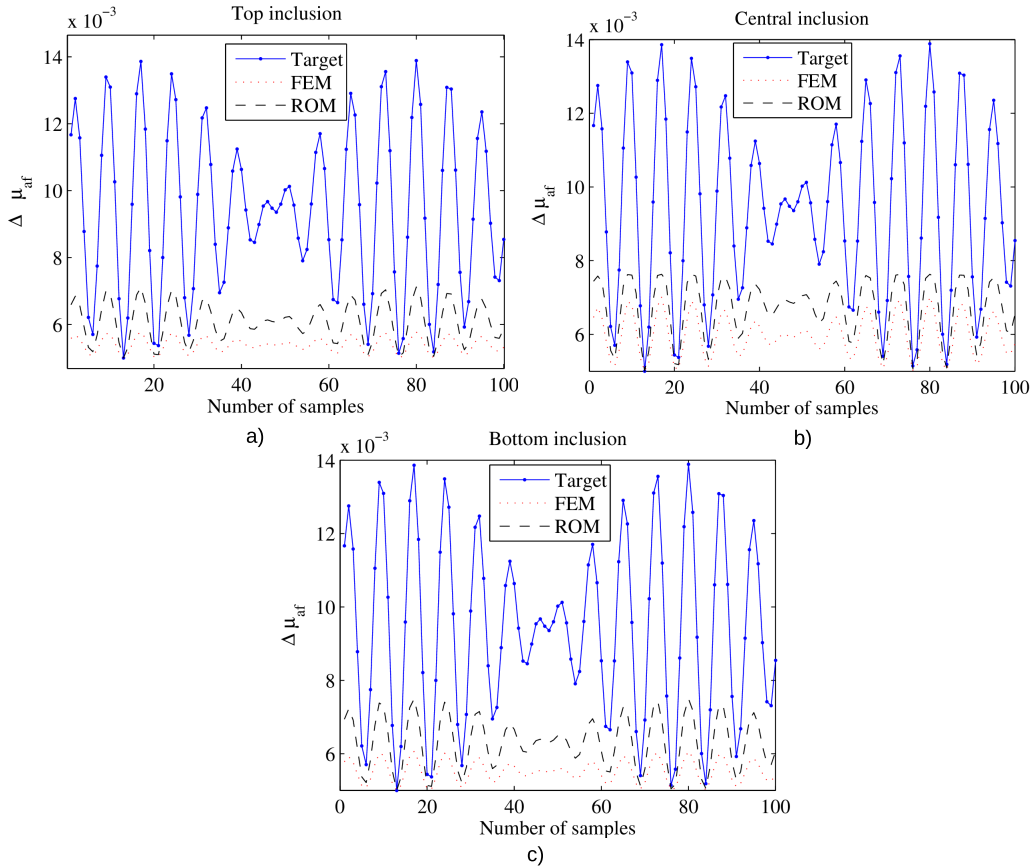 Top inclusion
x 10−3
14
12
10
8
6
20
40
60
80
100
Δ μaf
Number of samples
Target
FEM
ROM
a)
Central inclusion
x 10−3
14
12
10
8
6
0
20
40
60
80
100
Δ μaf
Number of samples
Target
FEM
ROM
b)
Bottom inclusion
x 10−3
14
12
10
8
6
0
20
40
60
80
100
Δ μaf
Number of samples
Target
FEM
ROM
c)